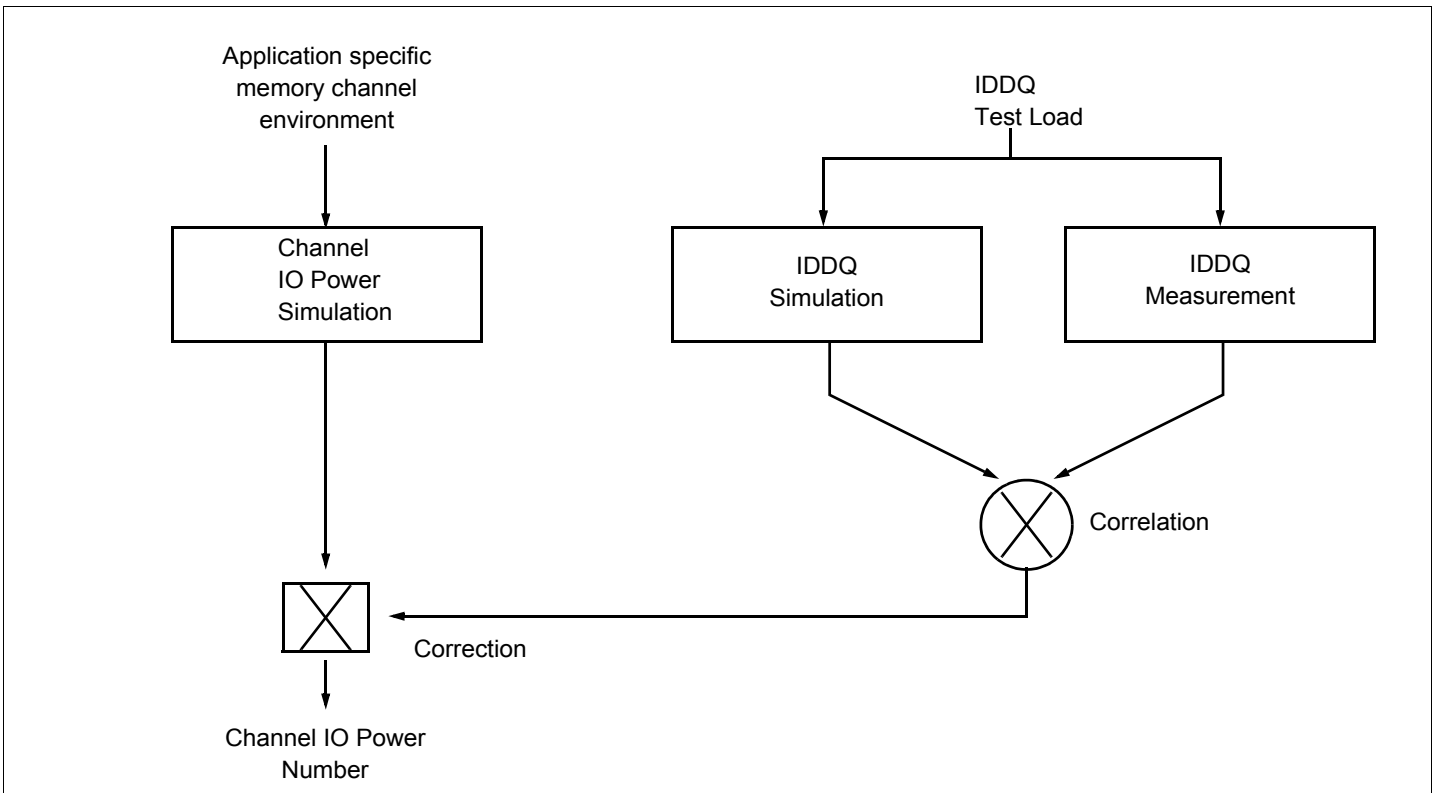 Application specific
memory channel
environment
IDDQ
Test Load
Channel
IO Power
Simulation
IDDQ
Simulation
IDDQ
Measurement
Correlation
Correction
Channel IO Power
Number